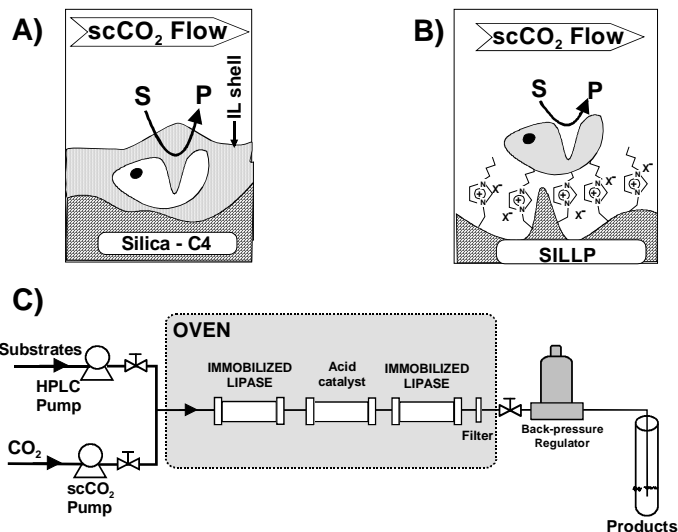 A)
scCO₂ Flow
S P
IL shell
Silica - C4
B)
scCO₂ Flow
S P
X⁻ N N
X⁻ N N
X⁻ N N
X⁻ N N
X⁻ N N
SILLP
C)
OVEN
Substrates
HPLC
Pump
CO₂
scCO₂
Pump
IMMOBILIZED
LIPASE
Acid
catalyst
IMMOBILIZED
LIPASE
Filter
Back-pressure
Regulator
Products